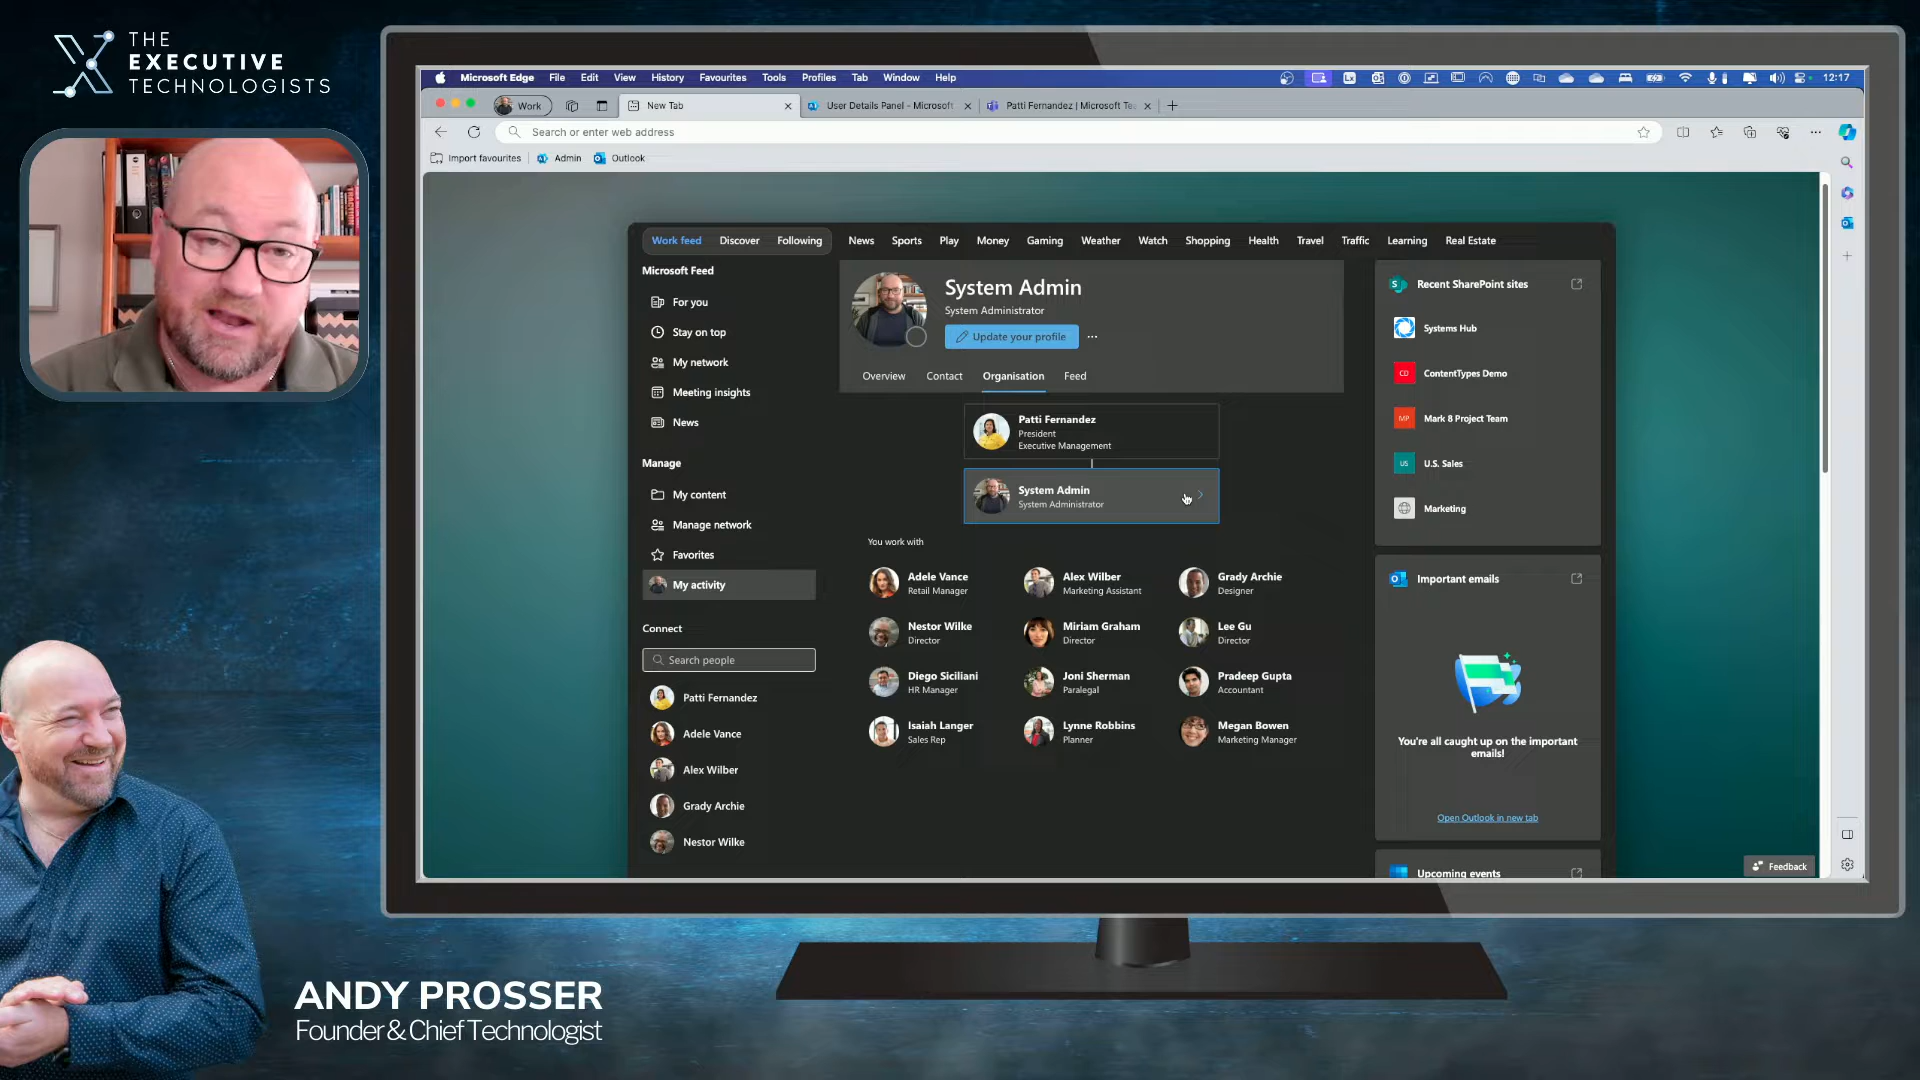 THE
EXECUTIVE
TECHNOLOGISTS
Microsoft Edge File Edit View History Favourites Tools Profiles Tab Window Help
12:17
Work
New Tab
User Details Panel - Microsoft
Patti Fernandez | Microsoft Te
Search or enter web address
Import favourites
Admin
Outlook
Work feed Discover Following News Sports Play Money Gaming Weather Watch Shopping Health Travel Traffic Learning Real Estate
Microsoft Feed
For you
Stay on top
My network
Meeting insights
News
Manage
My content
Manage network
Favorites
My activity
Connect
Search people
Patti Fernandez
Adele Vance
Alex Wilber
Grady Archie
Nestor Wilke
System Admin
System Administrator
Update your profile
Overview Contact Organisation Feed
Patti Fernandez
President
Executive Management
System Admin
System Administrator
You work with
Adele Vance
Retail Manager
Alex Wilber
Marketing Assistant
Grady Archie
Designer
Nestor Wilke
Director
Miriam Graham
Director
Lee Gu
Director
Diego Siciliani
HR Manager
Joni Sherman
Paralegal
Pradeep Gupta
Accountant
Isaiah Langer
Sales Rep
Lynne Robbins
Planner
Megan Bowen
Marketing Manager
Recent SharePoint sites
Systems Hub
CD
ContentTypes Demo
MP
Mark 8 Project Team
US
U.S. Sales
Marketing
Important emails
You're all caught up on the important
emails!
Open Outlook in new tab
Upcoming events
Feedback
ANDY PROSSER
Founder & Chief Technologist